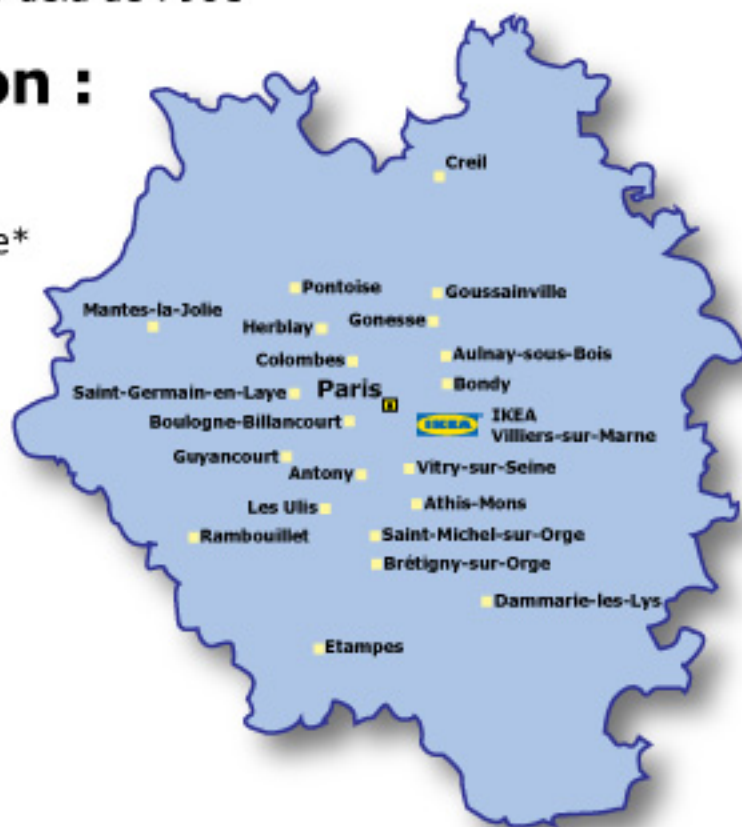 on :
e*
Creil
Pontoise
Goussainville
Mantes-la-Jolie
Herblay
Gonesse
Colombes
Aulnay-sous-Bois
Saint-Germain-en-Laye
Paris
Bondy
Boulogne-Billancourt
IKEA
IKEA
Villiers-sur-Marne
Guyancourt
Antony
Vitry-sur-Seine
Les Ulis
Athis-Mons
Rambouillet
Saint-Michel-sur-Orge
Brétigny-sur-Orge
Dammarie-les-Lys
Etampes